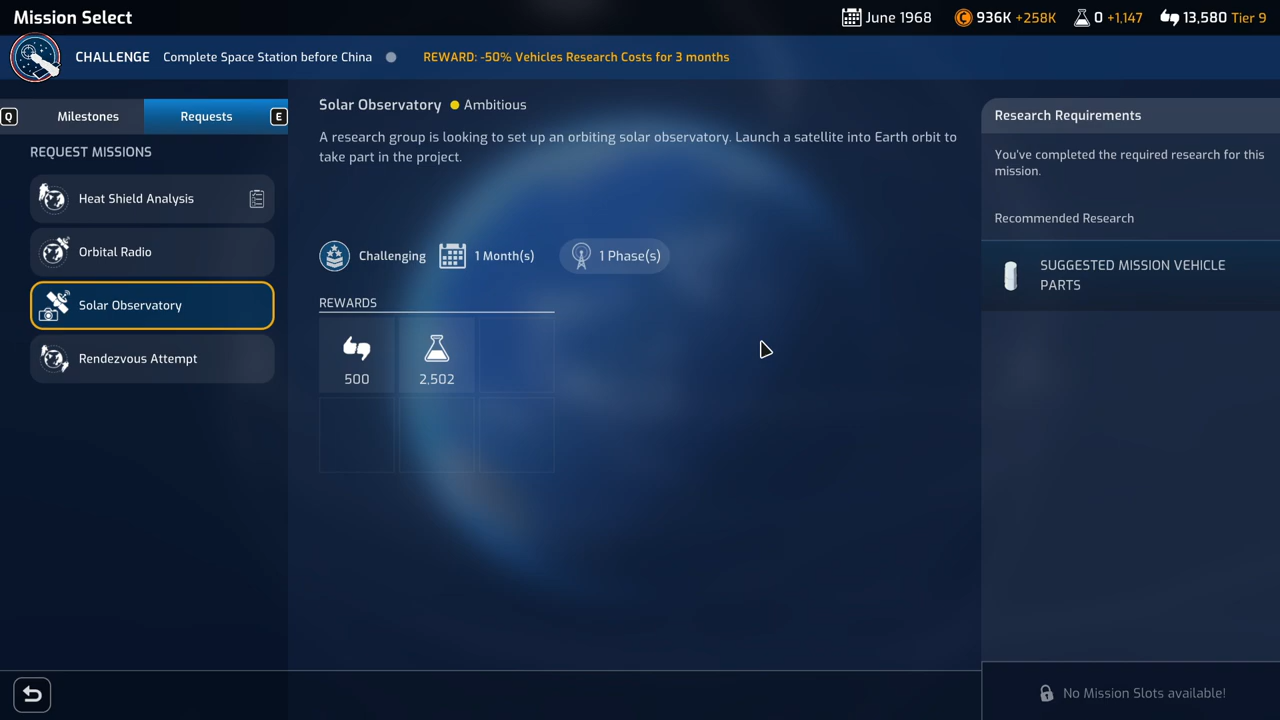 Mission Select
June 1968
936K +258K
0 +1,147
13,580 Tier 9
CHALLENGE
Complete Space Station before China
REWARD: -50% Vehicles Research Costs for 3 months
Q
Milestones
Requests
E
REQUEST MISSIONS
Heat Shield Analysis
Orbital Radio
Solar Observatory
Rendezvous Attempt
Solar Observatory
Ambitious
A research group is looking to set up an orbiting solar observatory. Launch a satellite into Earth orbit to
take part in the project.
Challenging
1 Month(s)
1 Phase(s)
REWARDS
500
2,502
Research Requirements
You've completed the required research for this
mission.
Recommended Research
SUGGESTED MISSION VEHICLE
PARTS
No Mission Slots available!